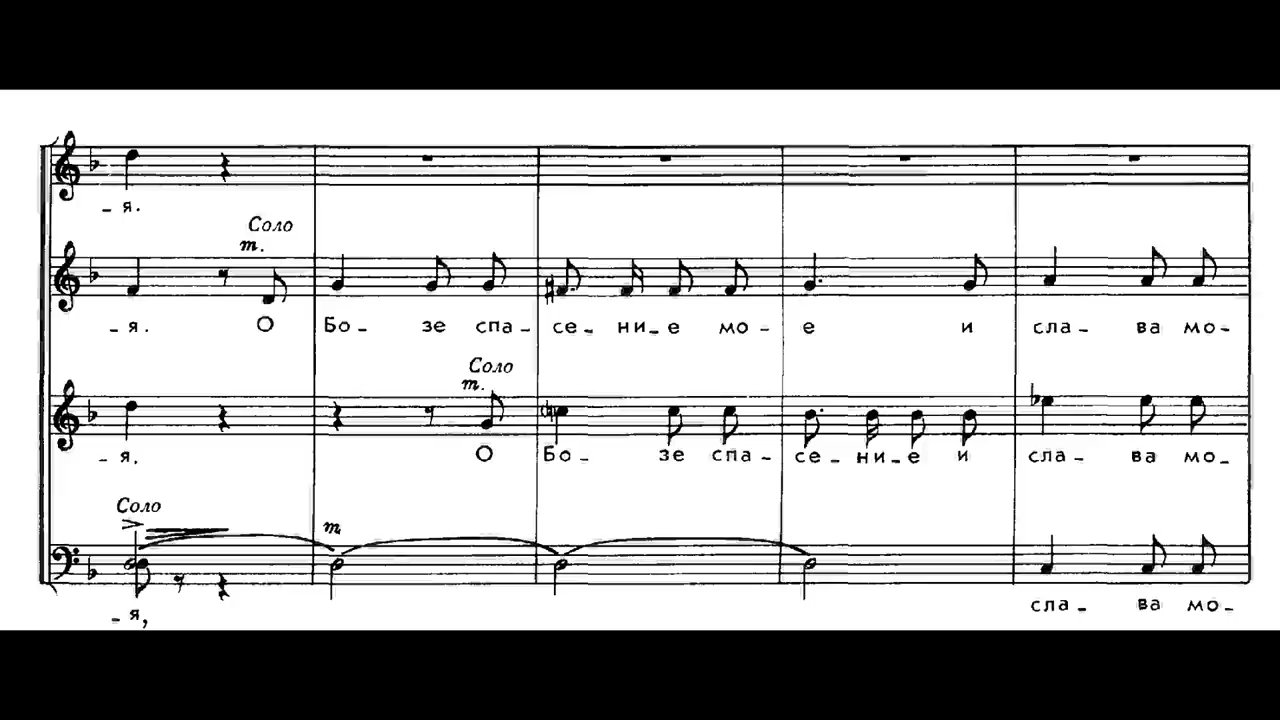 - я.
Соло
m.
- я. О Бо- зе спа- се- ни-е мо- е и сла- ва мо-
Соло
m.
- я. О Бо- зе спа- се- ни-е и сла- ва мо-
Соло
m
- я, сла- ва мо-